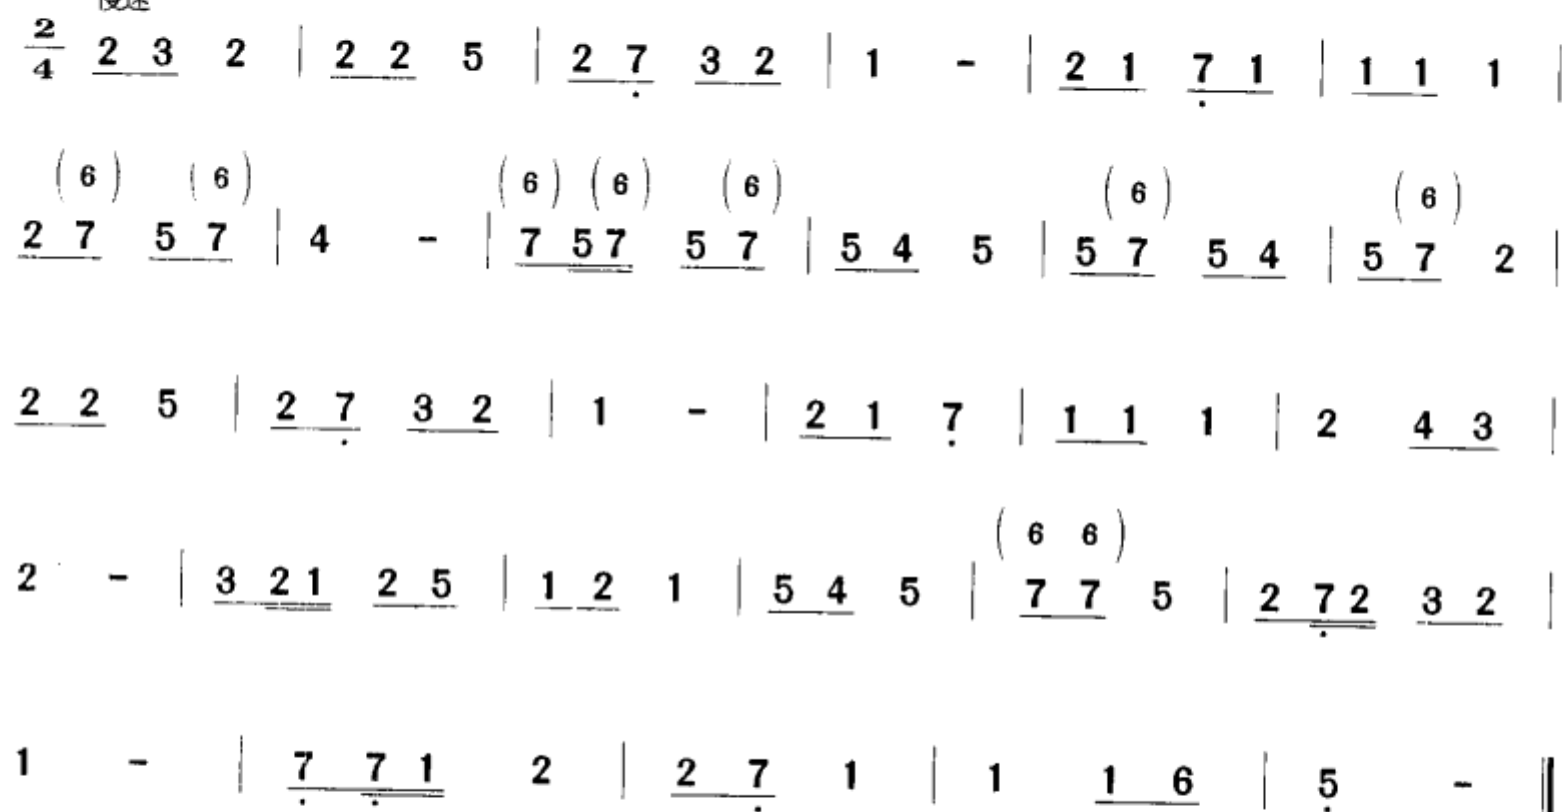 2/4 2 3 2 | 2 2 5 | 2 7̣ 3 2 | 1 - | 2 1 7̣ 1 | 1 1 1 |
(6) (6) (6) (6) (6) (6) (6)
2 7 5 7 | 4 - | 7 5 7 5 7 | 5 4 5 | 5 7 5 4 | 5 7 2 |
2 2 5 | 2 7̣ 3 2 | 1 - | 2 1 7̣ | 1 1 1 | 2 4 3 |
(6 6)
2 - | 3 2 1 2 5 | 1 2 1 | 5 4 5 | 7 7 5 | 2 7̣ 2 3 2 |
1 - | 7̣ 7̣ 1 2 | 2 7̣ 1 | 1 1 6 | 5̣ - ‖